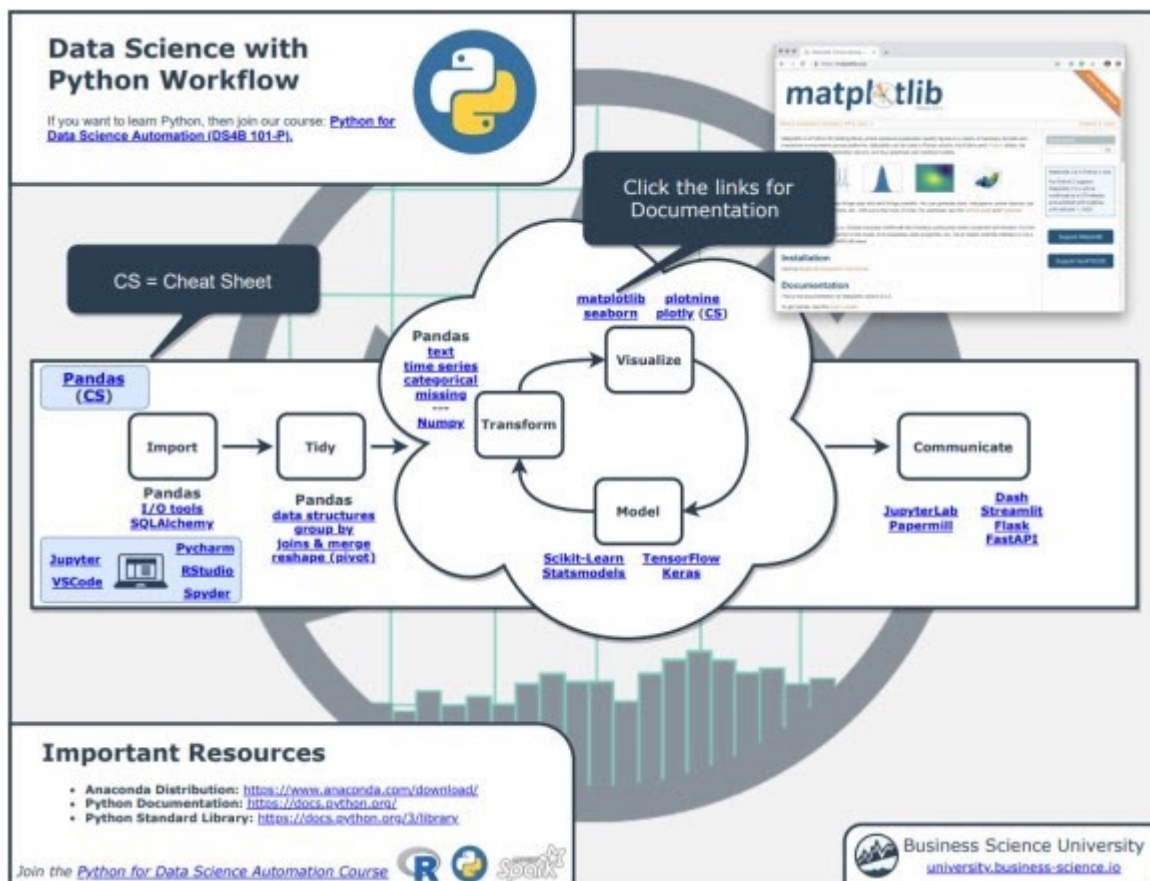 Data Science with
Python Workflow
If you want to learn Python, then join our course: Python for
Data Science Automation (DS4B 101-P).
matplotlib
Installation
Documentation
Click the links for
Documentation
CS = Cheat Sheet
matplotlib
seaborn
plotnine
plotly (CS)
Pandas
text
time series
categorical
missing
---
Numpy
Visualize
Transform
Model
Scikit-Learn
Statsmodels
TensorFlow
Keras
Pandas
(CS)
Import
Pandas
I/O tools
SQLAlchemy
Tidy
Pandas
data structures
group by
joins & merge
reshape (pivot)
Jupyter
VSCode
Pycharm
RStudio
Spyder
Communicate
JupyterLab
Papermill
Dash
Streamlit
Flask
FastAPI
Important Resources
• Anaconda Distribution: https://www.anaconda.com/download/
• Python Documentation: https://docs.python.org/
• Python Standard Library: https://docs.python.org/3/library
Join the Python for Data Science Automation Course
R
Spark
Business Science University
university.business-science.io